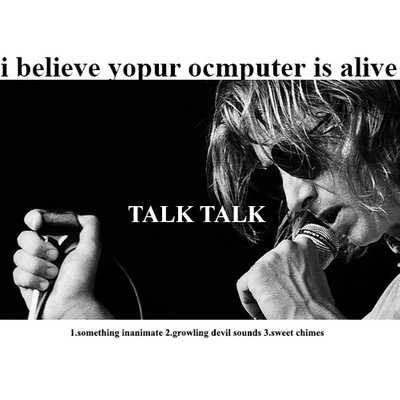 i believe yopur ocmputer is alive
TALK TALK
1.something inanimate 2.growling devil sounds 3.sweet chimes